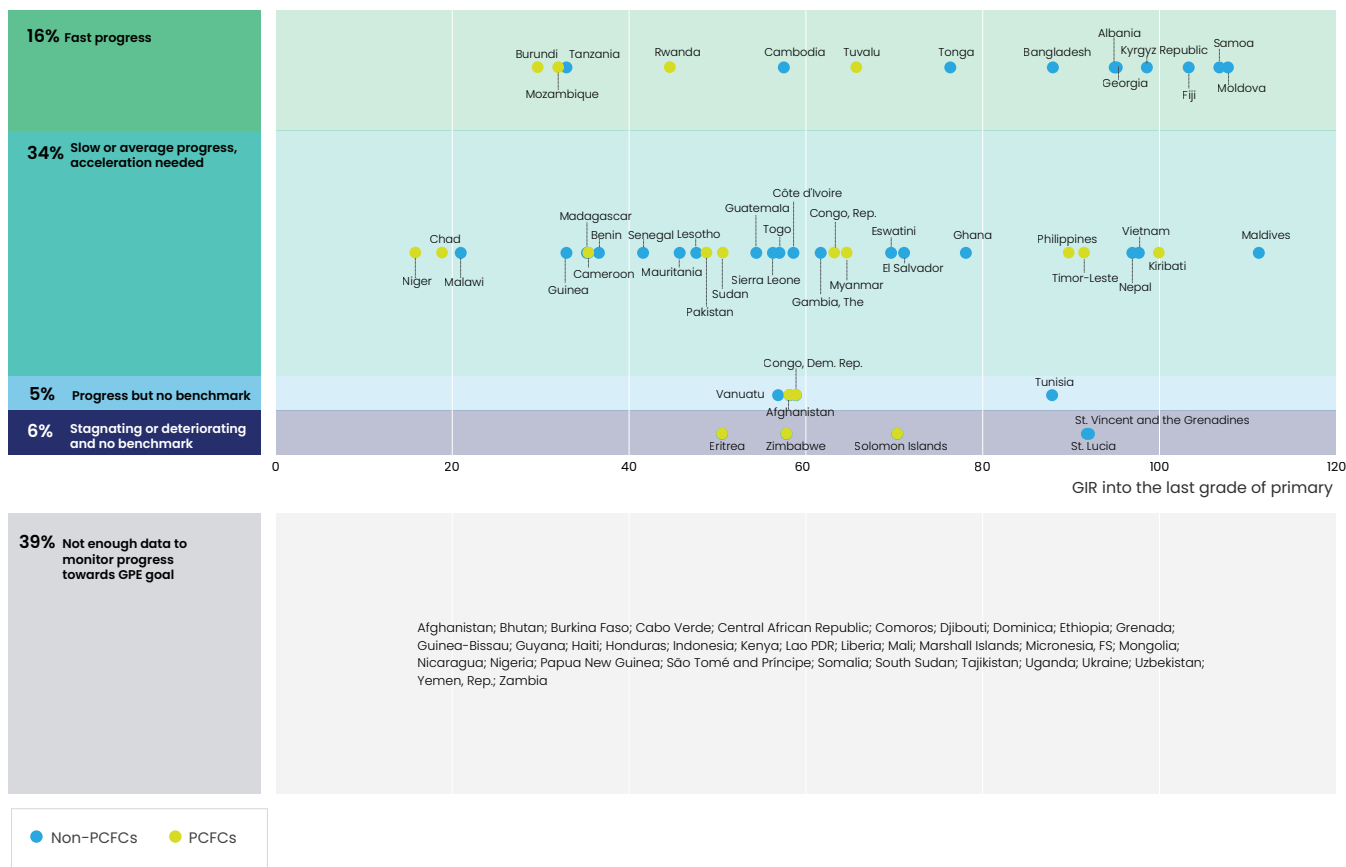 16% Fast progress
Albania
Samoa
Burundi Tanzania Rwanda Cambodia Tuvalu Tonga Bangladesh Kyrgyz Republic
Mozambique Georgia Fiji Moldova
34% Slow or average progress,
acceleration needed
Côte d'Ivoire
Guatemala Congo, Rep.
Madagascar
Chad Benin Senegal Lesotho Togo Eswatini Ghana Philippines Vietnam Maldives
Niger Malawi Guinea Cameroon Mauritania Sudan Sierra Leone Myanmar El Salvador Timor-Leste Nepal Kiribati
Pakistan Gambia, The
Congo, Dem. Rep.
5% Progress but no benchmark
Vanuatu Tunisia
Afghanistan
6% Stagnating or deteriorating
and no benchmark
St. Vincent and the Grenadines
Eritrea Zimbabwe Solomon Islands St. Lucia
0 20 40 60 80 100 120
GIR into the last grade of primary
39% Not enough data to
monitor progress
towards GPE goal
Afghanistan; Bhutan; Burkina Faso; Cabo Verde; Central African Republic; Comoros; Djibouti; Dominica; Ethiopia; Grenada;
Guinea-Bissau; Guyana; Haiti; Honduras; Indonesia; Kenya; Lao PDR; Liberia; Mali; Marshall Islands; Micronesia, FS; Mongolia;
Nicaragua; Nigeria; Papua New Guinea; São Tomé and Príncipe; Somalia; South Sudan; Tajikistan; Uganda; Ukraine; Uzbekistan;
Yemen, Rep.; Zambia
Non-PCFCs PCFCs